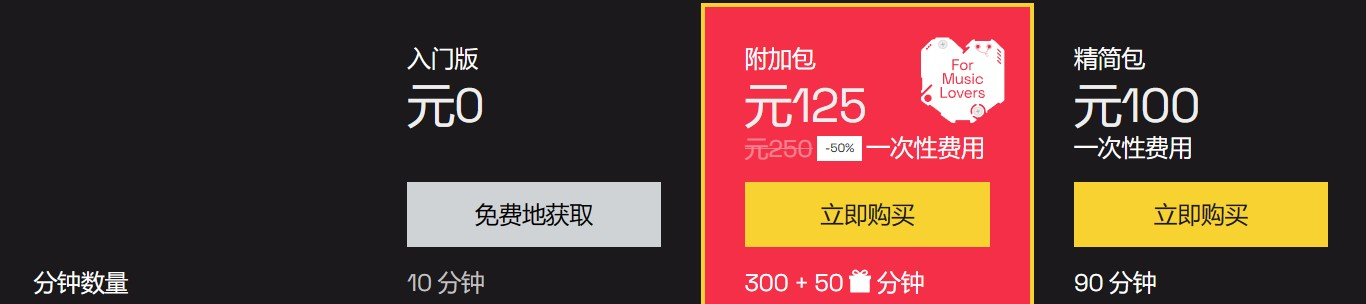 入门版
元0
免费地获取
附加包
For
Music
Lovers
元125
元250 -50% 一次性费用
立即购买
精简包
元100
一次性费用
立即购买
分钟数量
10 分钟
300 + 50 分钟
90 分钟